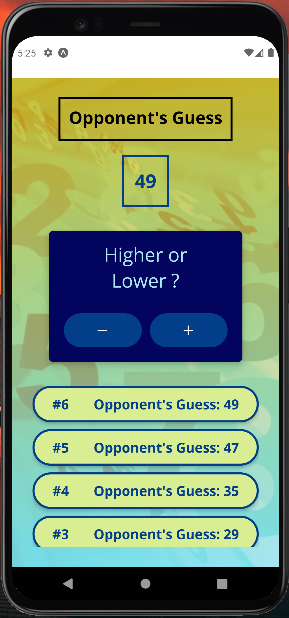 5:25
Opponent's Guess
49
Higher or
Lower ?
− +
#6 Opponent's Guess: 49
#5 Opponent's Guess: 47
#4 Opponent's Guess: 35
#3 Opponent's Guess: 29